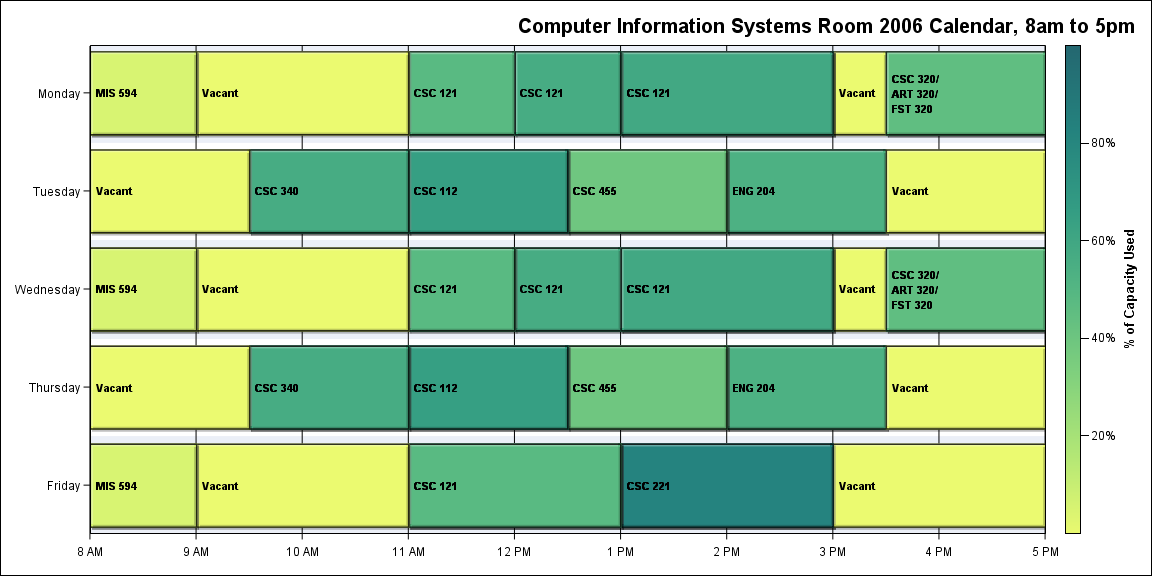 Computer Information Systems Room 2006 Calendar, 8am to 5pm
Monday
MIS 594
Vacant
CSC 121
CSC 121
CSC 121
Vacant
CSC 320/
ART 320/
FST 320
Tuesday
Vacant
CSC 340
CSC 112
CSC 455
ENG 204
Vacant
Wednesday
MIS 594
Vacant
CSC 121
CSC 121
CSC 121
Vacant
CSC 320/
ART 320/
FST 320
Thursday
Vacant
CSC 340
CSC 112
CSC 455
ENG 204
Vacant
Friday
MIS 594
Vacant
CSC 121
CSC 221
Vacant
8 AM
9 AM
10 AM
11 AM
12 PM
1 PM
2 PM
3 PM
4 PM
5 PM
80%
60%
40%
20%
% of Capacity Used